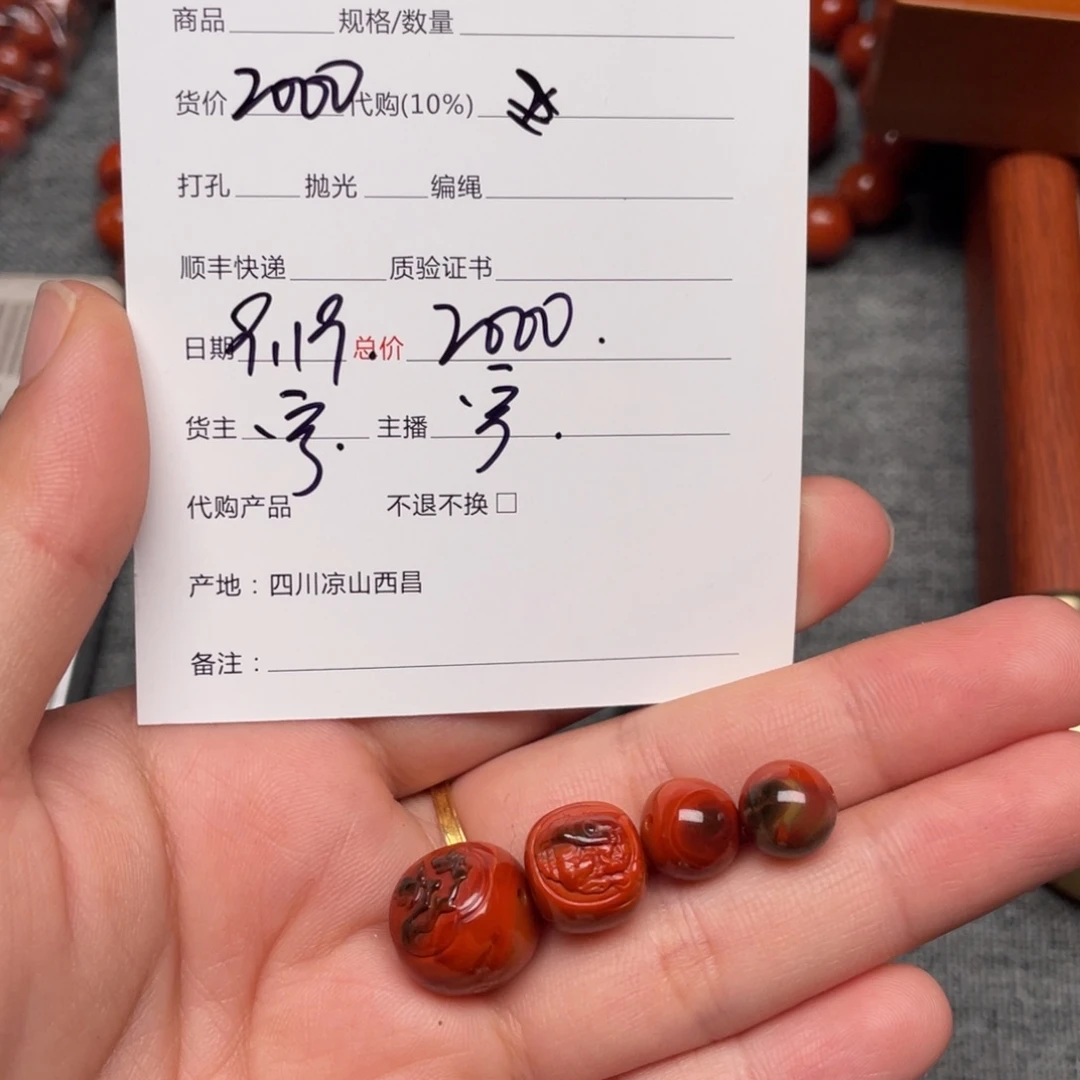 商品 规格/数量
货价 2000 代购(10%)
打孔 抛光 编绳
顺丰快递 质验证书
日期 9.19. 总价 2000.
货主 主播
代购产品 不退不换
产地：四川凉山西昌
备注：